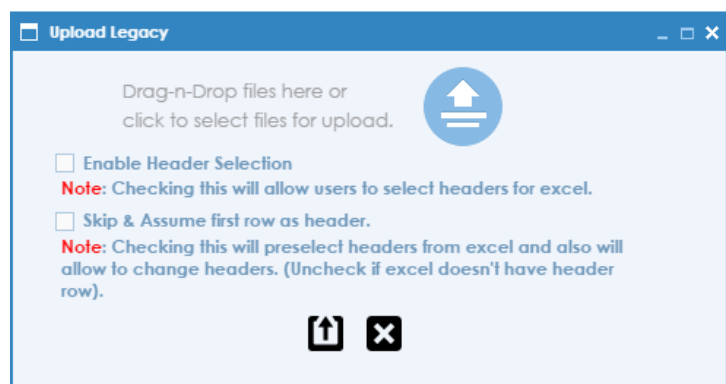 Upload Legacy
Drag-n-Drop files here or
click to select files for upload.
Enable Header Selection
Note: Checking this will allow users to select headers for excel.
Skip & Assume first row as header.
Note: Checking this will preselect headers from excel and also will
allow to change headers. (Uncheck if excel doesn't have header
row).